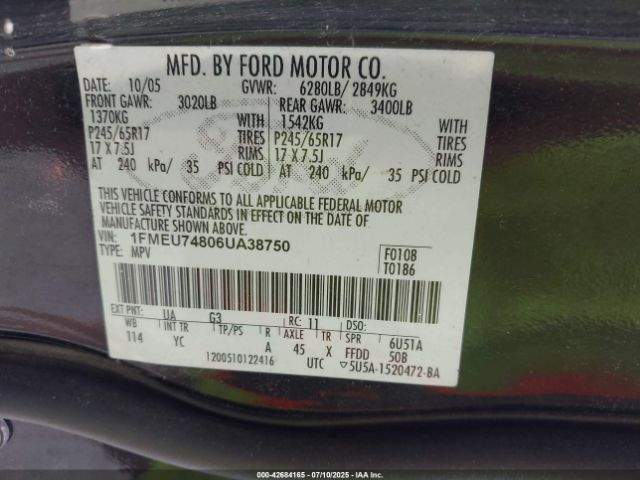 MFD. BY FORD MOTOR CO.
DATE: 10/05 GVWR: 6280LB/ 2849KG
FRONT GAWR: 3020LB REAR GAWR: 3400LB
1370KG WITH 1542KG WITH
P245/65R17 TIRES P245/65R17 TIRES
17 X 7.5J RIMS 17 X 7.5J RIMS
AT 240 kPa/ 35 PSI COLD AT 240 kPa/ 35 PSI COLD
THIS VEHICLE CONFORMS TO ALL APPLICABLE FEDERAL MOTOR
VEHICLE SAFETY STANDARDS IN EFFECT ON THE DATE OF
MANUFACTURE SHOWN ABOVE.
VIN: 1FMEU74806UA38750
TYPE: MPV
F0108
T0186
EXT PNT: UA G3 RC: 11 DSO:
WB INT TR TP/PS R AXLE TR SPR 6U51A
114 YC A 45 X FFDD 50B
1200510122416 UTC ▽5U5A-1520472-BA
© IAA-42684165 07/10/2025 IAA Inc.